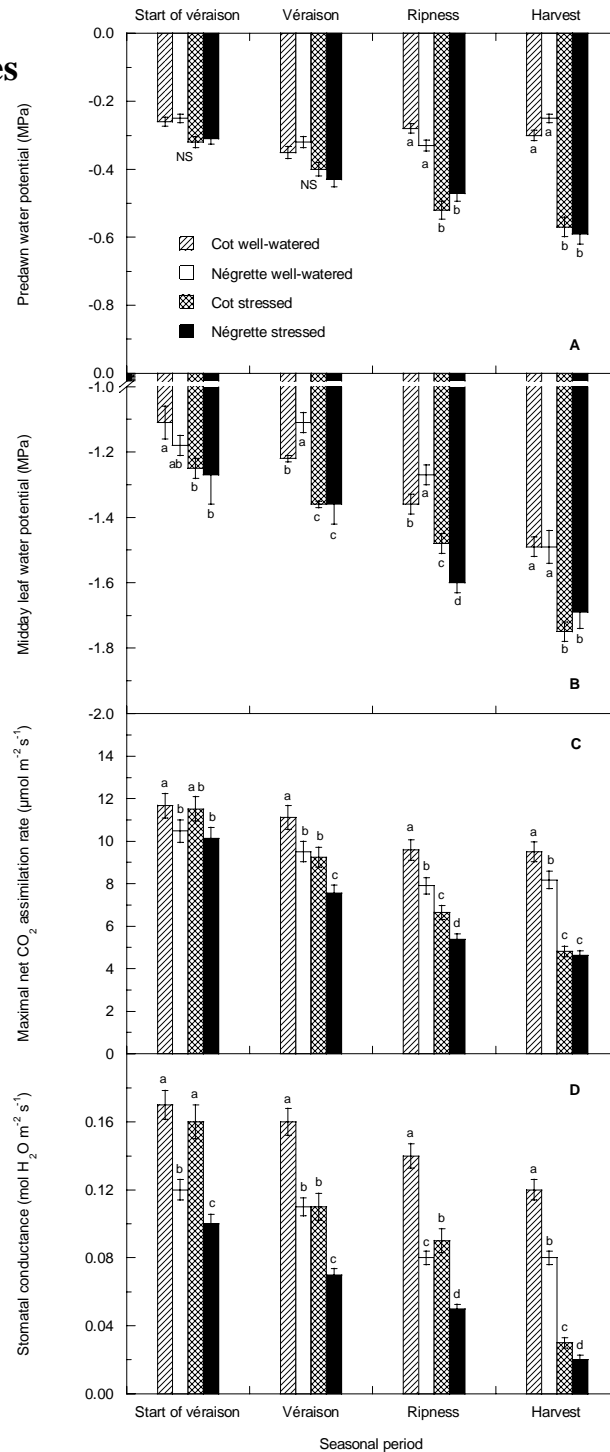 es
Start of véraison Véraison Ripness Harvest
0.0
-0.2
-0.4
-0.6
-0.8
Predawn water potential (MPa)
a a
a a
NS NS
b b
b b
Cot well-watered
Négrette well-watered
Cot stressed
Négrette stressed
A
0.0
-1.0
-1.2
-1.4
-1.6
-1.8
-2.0
Midday leaf water potential (MPa)
a ab b b
b a c c
b a c d
a a b b
B
14
12
10
8
6
4
2
0
Maximal net CO2 assimilation rate (µmol m-2 s-1)
a b a b b
a b b c
a b c d
a b c c
C
0.16
0.12
0.08
0.04
0.00
Stomatal conductance (mol H2O m-2 s-1)
a b a c
a b b c
a c b d
a b c d
D
Start of véraison Véraison Ripness Harvest
Seasonal period